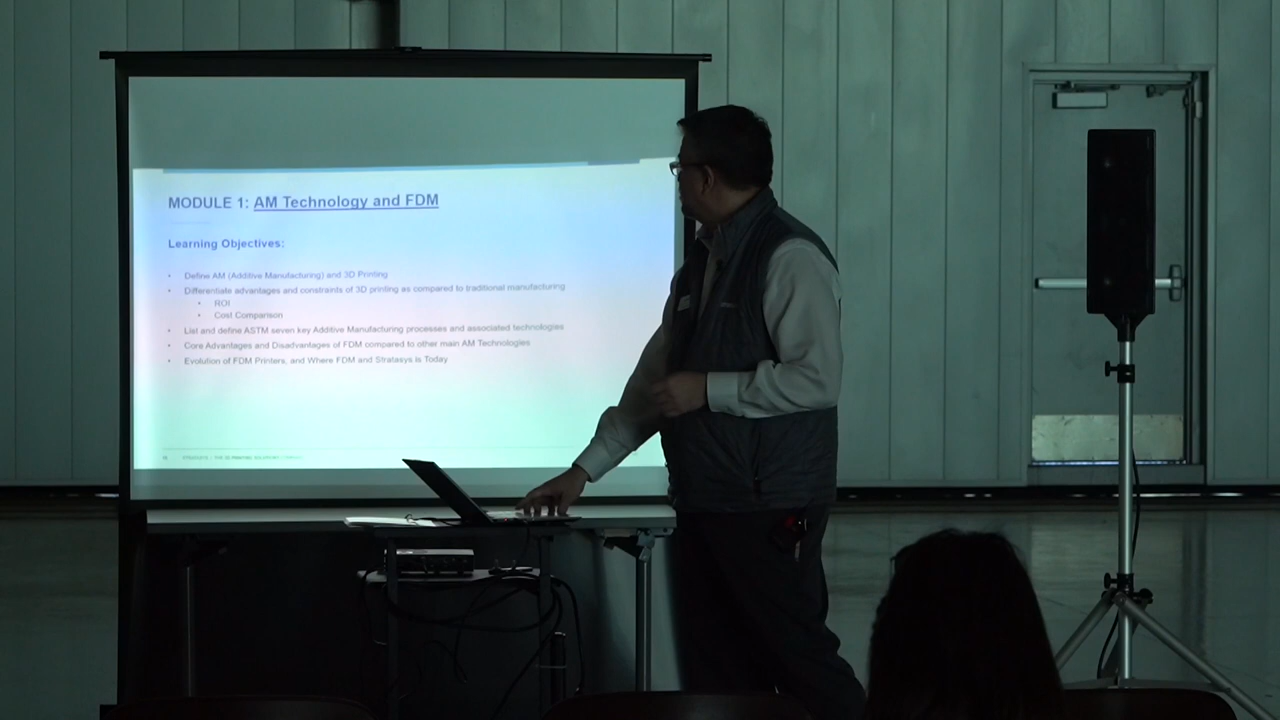 MODULE 1: AM Technology and FDM
Learning Objectives:
• Define AM (Additive Manufacturing) and 3D Printing
• Differentiate advantages and constraints of 3D printing as compared to traditional manufacturing
• ROI
• Cost Comparison
• List and define ASTM seven key Additive Manufacturing processes and associated technologies
• Core Advantages and Disadvantages of FDM compared to other main AM Technologies
• Evolution of FDM Printers, and Where FDM and Stratasys is Today